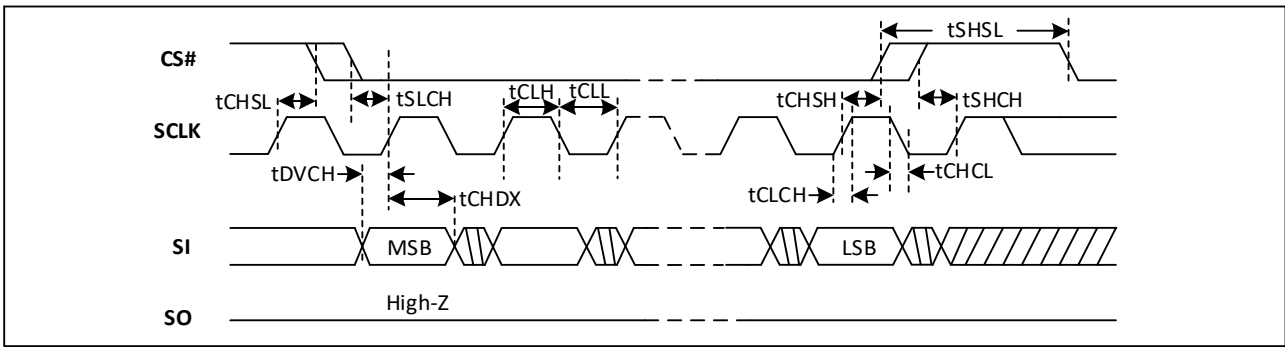 tSHSL
CS#
tCHSL
tSLCH
tCLH
tCLL
tCHSH
tSHCH
SCLK
tDVCH
tCHDX
tCLCH
tCHCL
SI
MSB
LSB
High-Z
SO